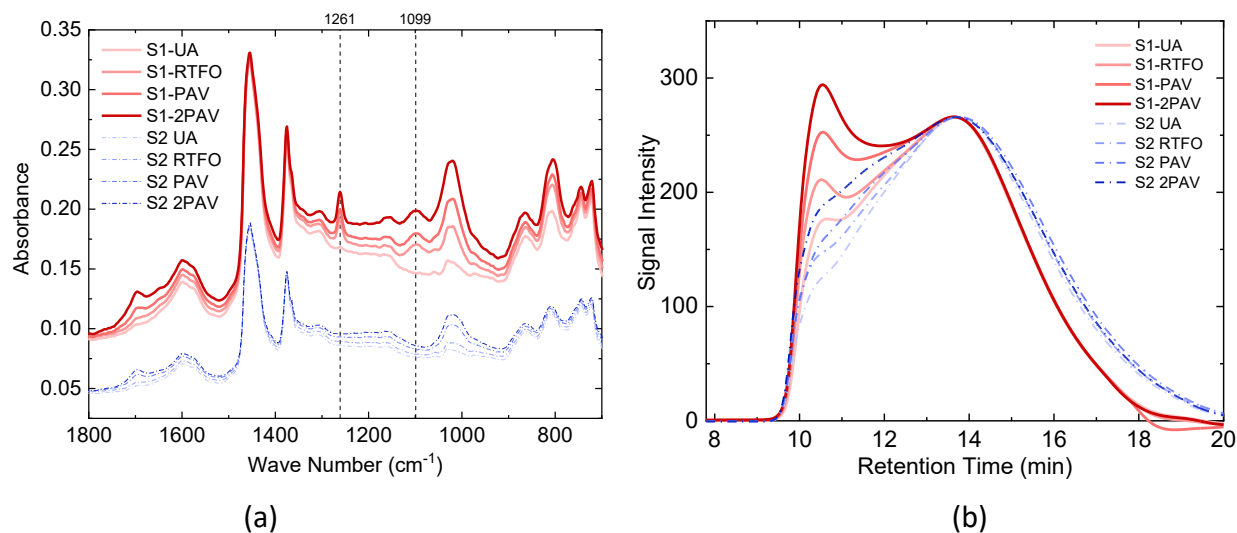 1261 1099
0.35
0.30
0.25
0.20
0.15
0.10
0.05
Absorbance
S1-UA
S1-RTFO
S1-PAV
S1-2PAV
S2 UA
S2 RTFO
S2 PAV
S2 2PAV
1800 1600 1400 1200 1000 800
Wave Number (cm⁻¹)
(a)
300
200
100
0
Signal Intensity
S1-UA
S1-RTFO
S1-PAV
S1-2PAV
S2 UA
S2 RTFO
S2 PAV
S2 2PAV
8 10 12 14 16 18 20
Retention Time (min)
(b)